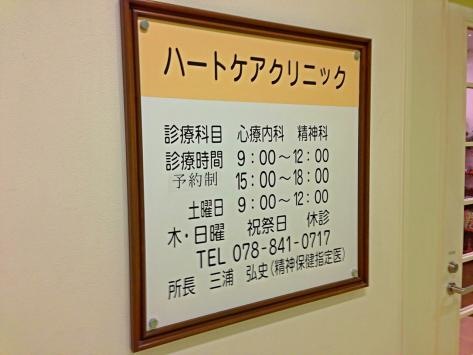 ハートケアクリニック
診療科目 心療内科 精神科
診療時間 9:00～12:00
予約制 15:00～18:00
土曜日 9:00～12:00
木・日曜 祝祭日 休診
TEL 078-841-0717
所長 三浦 弘史(精神保健指定医)